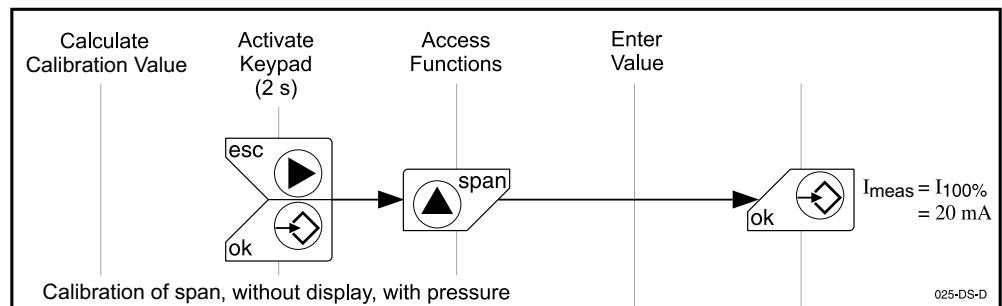 Calculate
Calibration Value
Activate
Keypad
(2 s)
Access
Functions
Enter
Value
esc
ok
span
ok
Imeas = I100%
= 20 mA
Calibration of span, without display, with pressure
025-DS-D